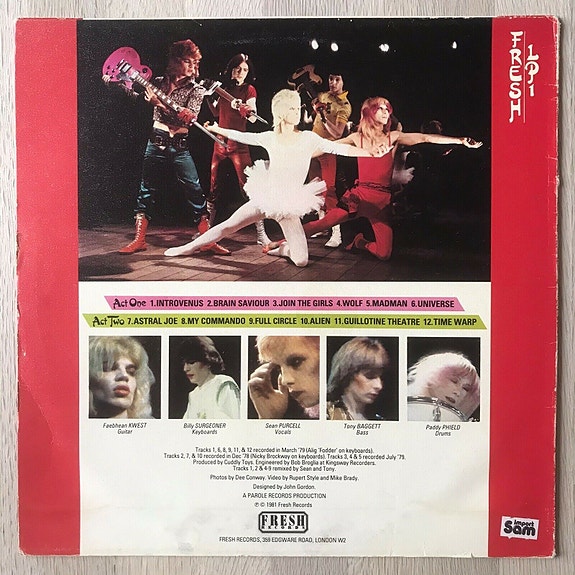 FRESH
LP1
Act One 1.INTROVENUS 2.BRAIN SAVIOUR 3.JOIN THE GIRLS 4.WOLF 5.MADMAN 6.UNIVERSE
Act Two 7.ASTRAL JOE 8.MY COMMANDO 9.FULL CIRCLE 10.ALIEN 11.GUILLOTINE THEATRE 12.TIME WARP
Faebhean KWEST
Guitar
Billy SURGEONER
Keyboards
Sean PURCELL
Vocals
Tony BAGGETT
Bass
Paddy PHIELD
Drums
Tracks 1, 6, 8, 9, 11, & 12 recorded in March '79 (Alig 'Fodder' on keyboards).
Tracks 2, 7, & 10 recorded in Dec '78 (Nicky Brockway on keyboards). Tracks 3, 4 & 5 recorded July '79.
Produced by Cuddly Toys. Engineered by Bob Broglia at Kingsway Recorders.
Tracks 1, 2 & 4-9 remixed by Sean and Tony.
Photos by Dee Conway. Video by Rupert Style and Mike Brady.
Designed by John Gordon.
A PAROLE RECORDS PRODUCTION
℗ © 1981 Fresh Records
FRESH
RECORDS
FRESH RECORDS, 359 EDGWARE ROAD, LONDON W2
import
Sam